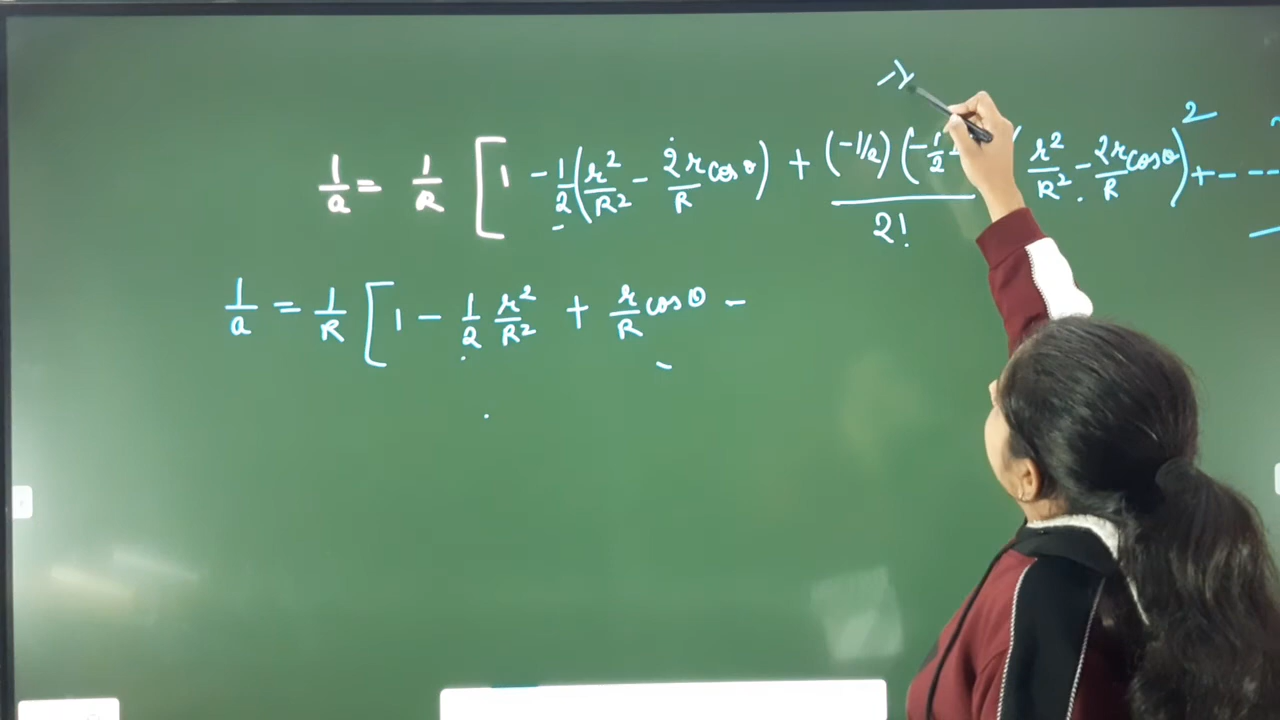 1/a = 1/R [ 1 - 1/2 ( r²/R² - 2r/R cosθ ) + (-1/2) (-1/2 ( r²/R² - 2r/R cosθ )² + - - -
2!
1/a = 1/R [ 1 - 1/2 r²/R² + r/R cosθ -